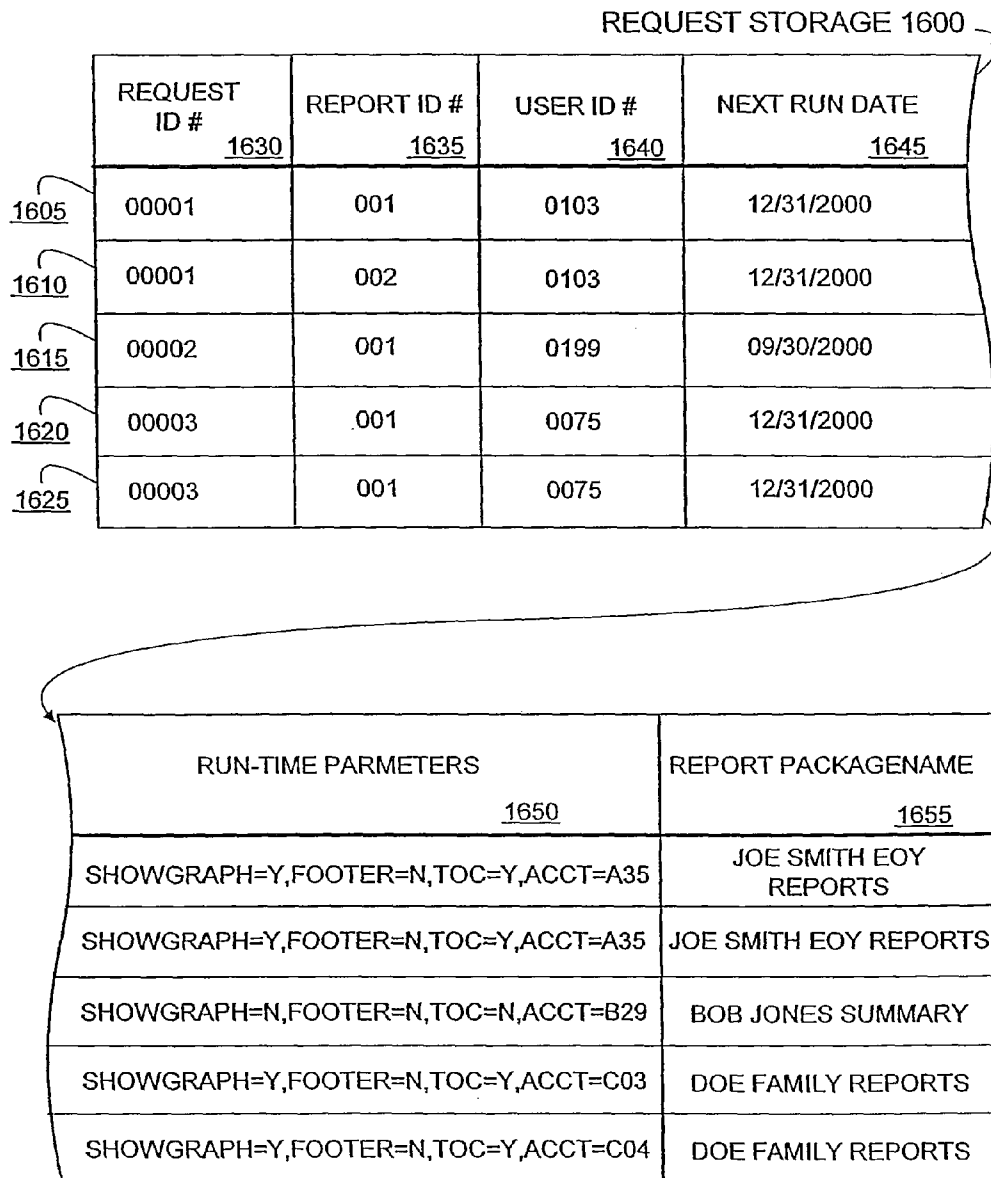 REQUEST STORAGE 1600
REQUEST ID # 1630 REPORT ID # 1635 USER ID # 1640 NEXT RUN DATE 1645
1605 00001 001 0103 12/31/2000
1610 00001 002 0103 12/31/2000
1615 00002 001 0199 09/30/2000
1620 00003 001 0075 12/31/2000
1625 00003 001 0075 12/31/2000
RUN-TIME PARMETERS 1650 REPORT PACKAGENAME 1655
SHOWGRAPH=Y,FOOTER=N,TOC=Y,ACCT=A35 JOE SMITH EOY REPORTS
SHOWGRAPH=Y,FOOTER=N,TOC=Y,ACCT=A35 JOE SMITH EOY REPORTS
SHOWGRAPH=N,FOOTER=N,TOC=N,ACCT=B29 BOB JONES SUMMARY
SHOWGRAPH=Y,FOOTER=N,TOC=Y,ACCT=C03 DOE FAMILY REPORTS
SHOWGRAPH=Y,FOOTER=N,TOC=Y,ACCT=C04 DOE FAMILY REPORTS